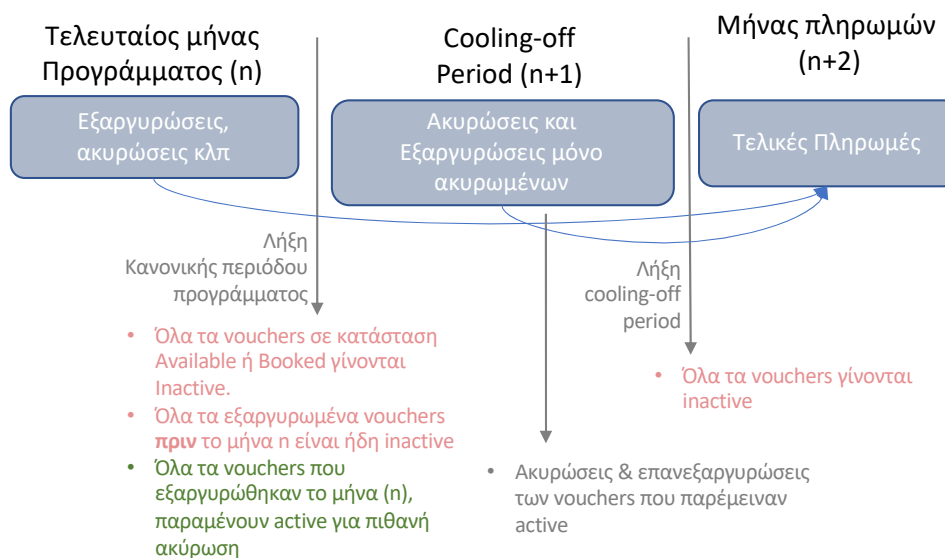 Τελευταίος μήνας
Προγράμματος (n)
Cooling-off
Period (n+1)
Μήνας πληρωμών
(n+2)
Εξαργυρώσεις,
ακυρώσεις κλπ
Ακυρώσεις και
Εξαργυρώσεις μόνο
ακυρωμένων
Τελικές Πληρωμές
Λήξη
Κανονικής περιόδου
προγράμματος
Λήξη
cooling-off
period
• Όλα τα vouchers σε κατάσταση
Available ή Booked γίνονται
Inactive.
• Όλα τα εξαργυρωμένα vouchers
πριν το μήνα n είναι ήδη inactive
• Όλα τα vouchers που
εξαργυρώθηκαν το μήνα (n),
παραμένουν active για πιθανή
ακύρωση
• Ακυρώσεις & επανεξαργυρώσεις
των vouchers που παρέμειναν
active
• Όλα τα vouchers γίνονται
inactive